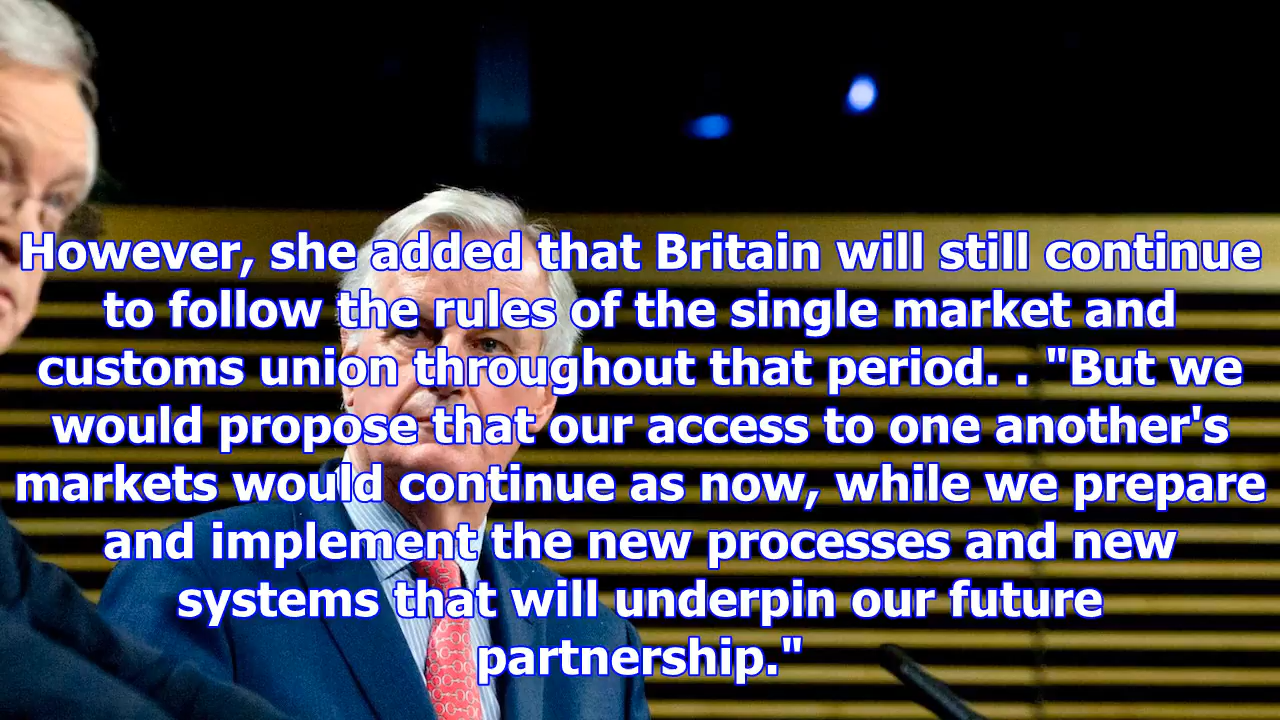 However, she added that Britain will still continue
to follow the rules of the single market and
customs union throughout that period. . "But we
would propose that our access to one another's
markets would continue as now, while we prepare
and implement the new processes and new
systems that will underpin our future
partnership."